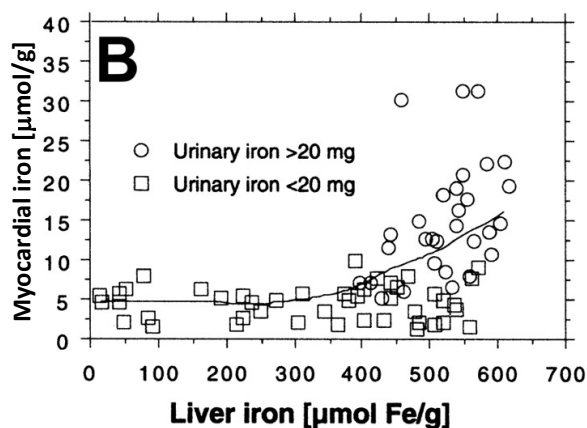 B
Myocardial iron [μmol/g]
40
35
30
25
20
15
10
5
0
Urinary iron >20 mg
Urinary iron <20 mg
0 100 200 300 400 500 600 700
Liver iron [μmol Fe/g]